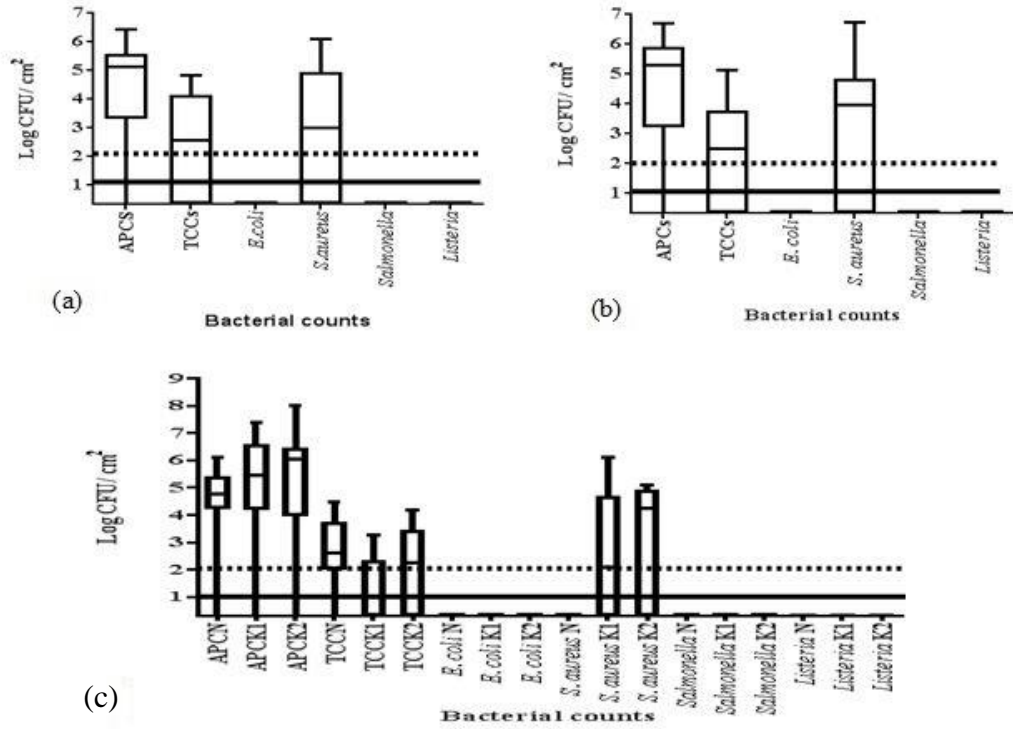 Log CFU/ cm2
7
6
5
4
3
2
1
APCS
TCCs
E.coli
S.aureus
Salmonella
Listeria
(a)
Bacterial counts
Log CFU/ cm2
7
6
5
4
3
2
1
APCs
TCCs
E. coli
S. aureus
Salmonella
Listeria
(b)
Bacterial counts
Log CFU/ cm2
9
8
7
6
5
4
3
2
1
APCN
APCK1
APCK2
TCCN
TCCK1
TCCK2
E. coli N
E. coli K1
E. coli K2
S. aureus N
S. aureus K1
S. aureus K2
Salmonella N
Salmonella K1
Salmonella K2
Listeria N
Listeria K1
Listeria K2
(c)
Bacterial counts